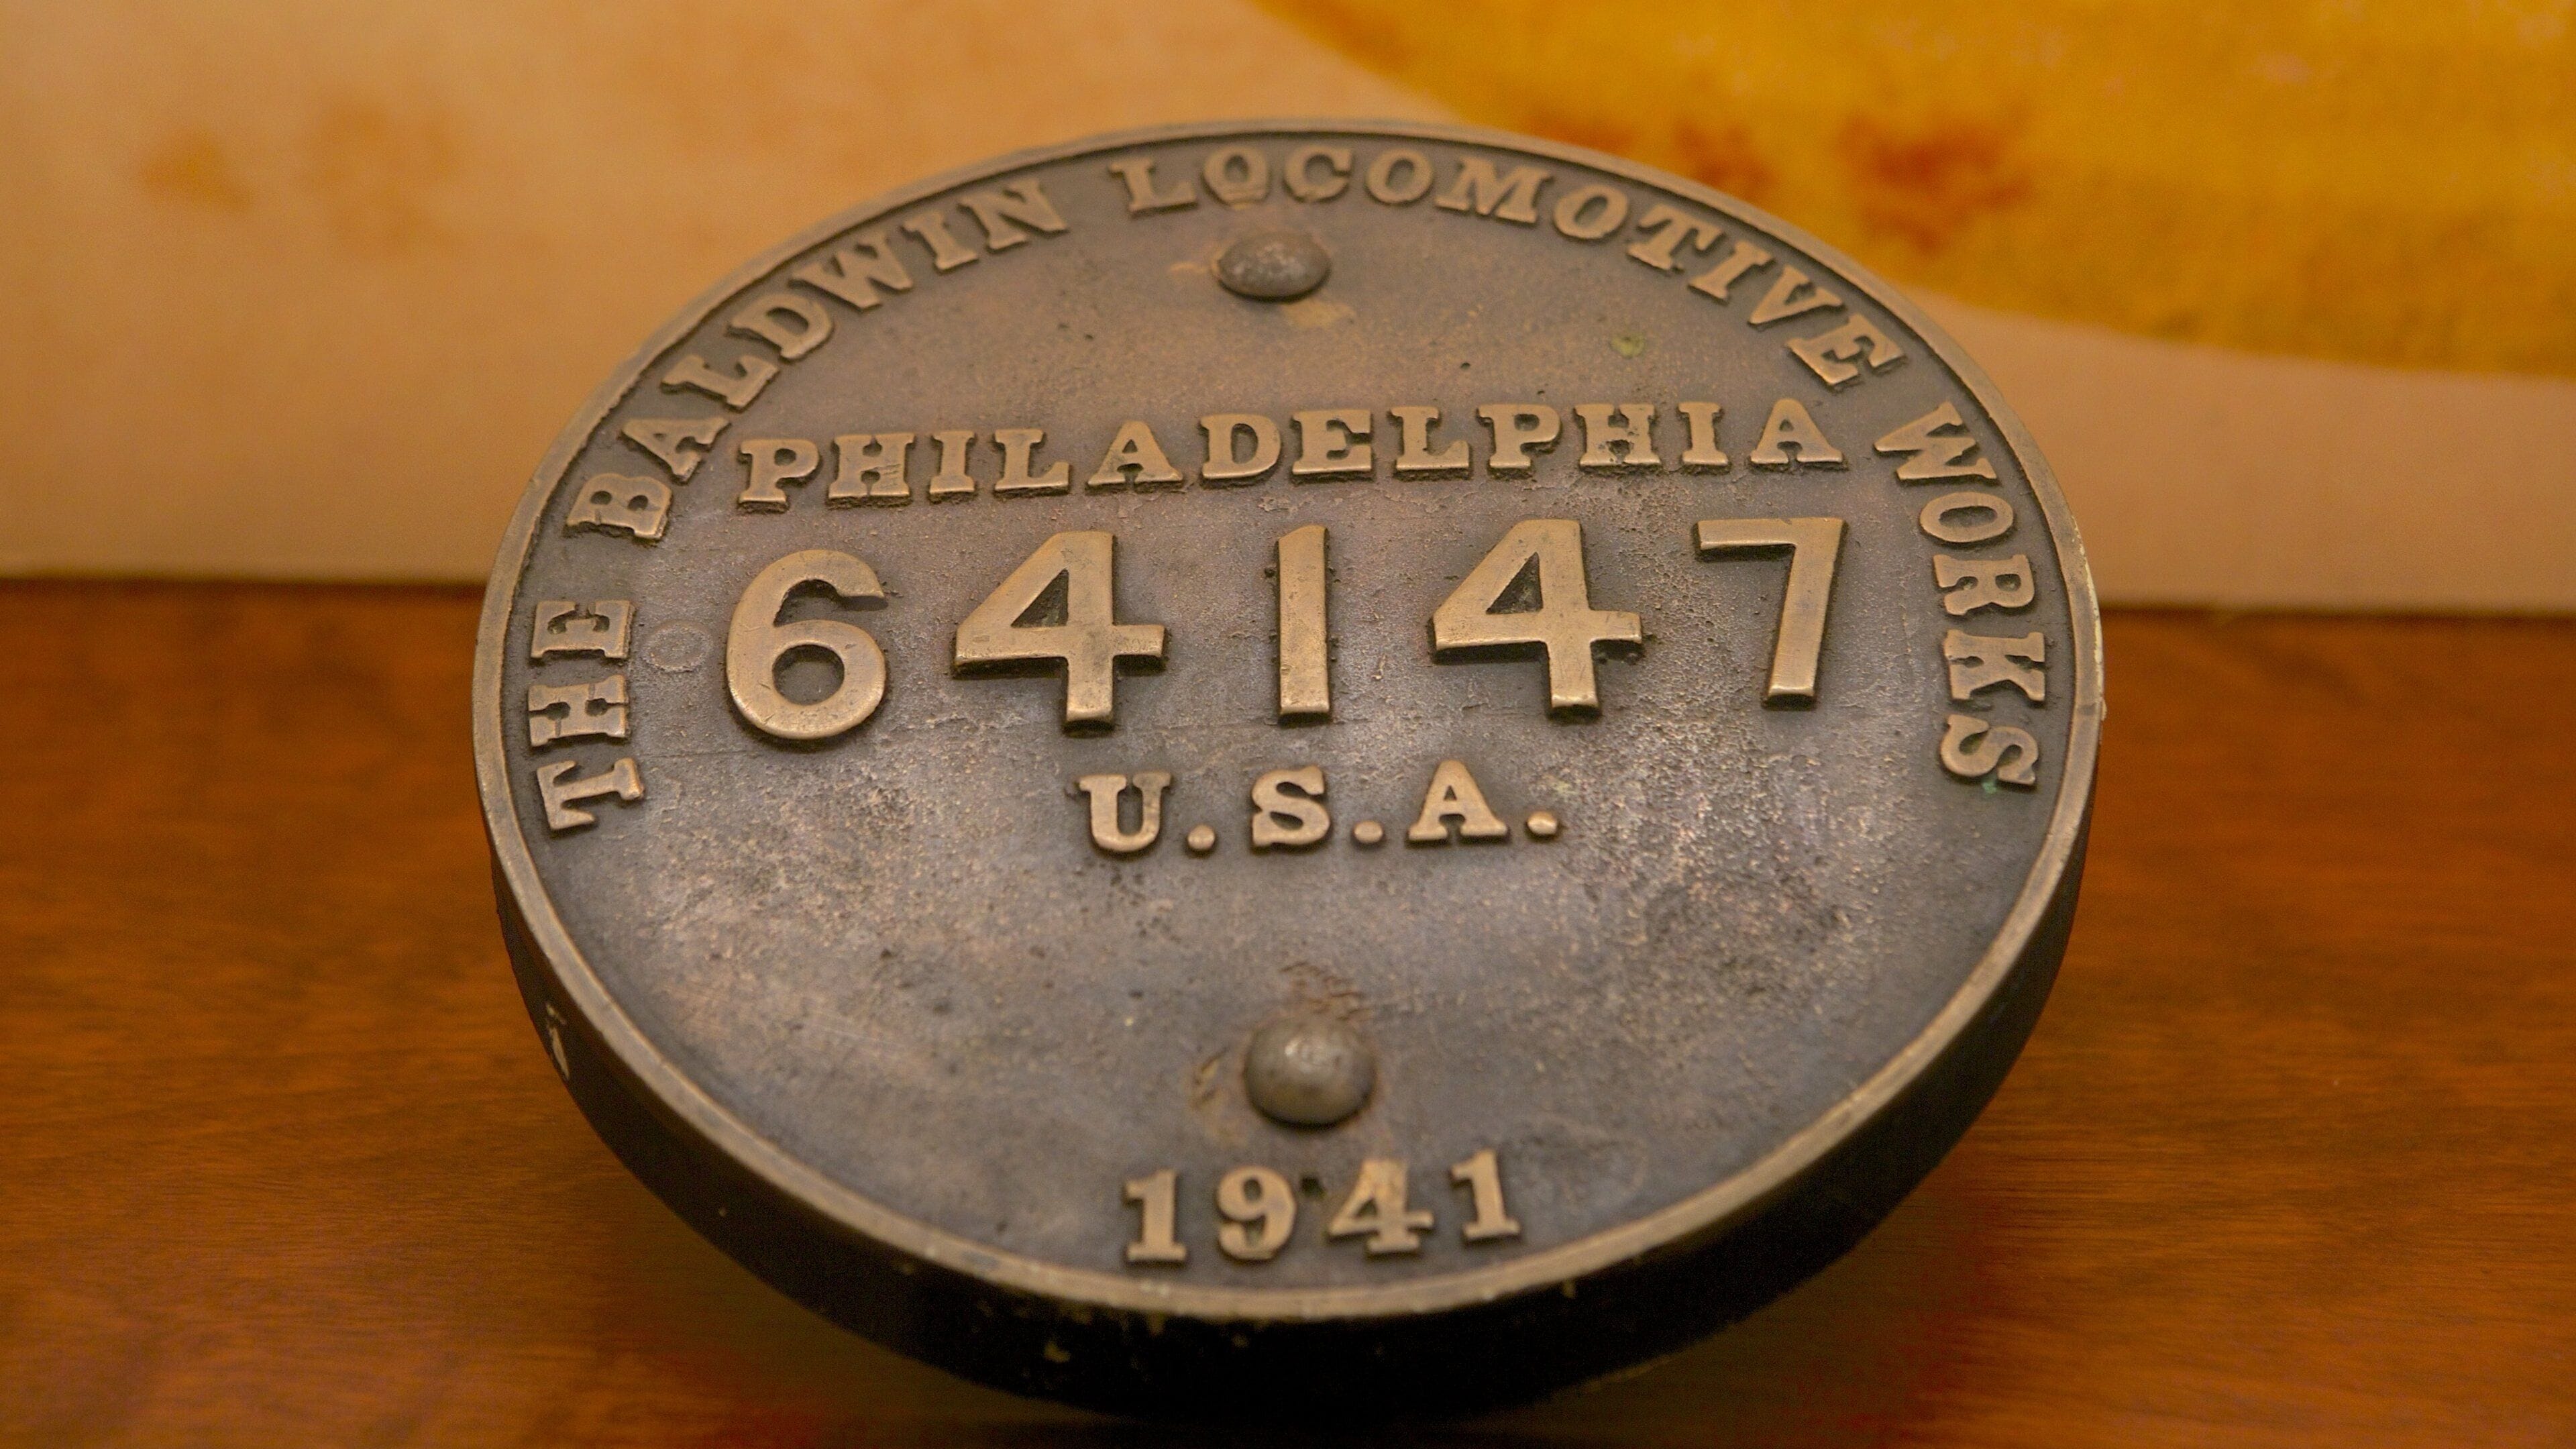 THE BALDWIN LOCOMOTIVE WORKS
PHILADELPHIA
64147
U.S.A.
1941